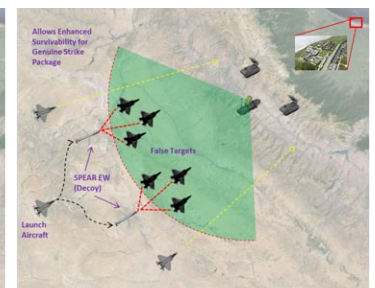 Allows Enhanced
Survivability for
Genuine Strike
Package
False Targets
SPEAR EW
(Decoy)
Launch
Aircraft